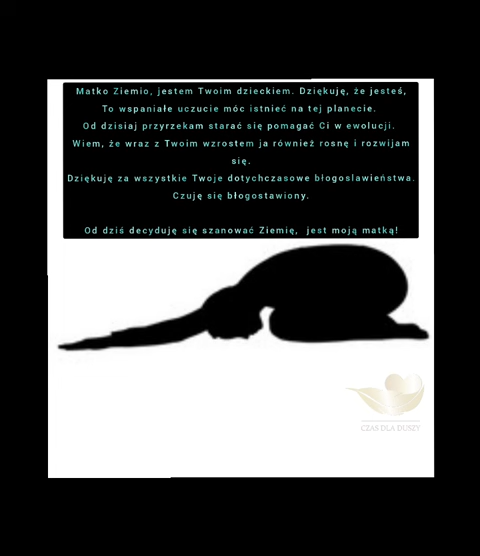 Matko Ziemio, jestem Twoim dzieckiem. Dziękuję, że jesteś,
To wspaniałe uczucie móc istnieć na tej planecie.
Od dzisiaj przyrzekam starać się pomagać Ci w ewolucji.
Wiem, że wraz z Twoim wzrostem ja również rosnę i rozwijam
się.
Dziękuję za wszystkie Twoje dotychczasowe błogoslawieństwa.
Czuję się błogostawiony.
Od dziś decyduję się szanować Ziemię, jest moją matką!
CZAS DLA DUSZY